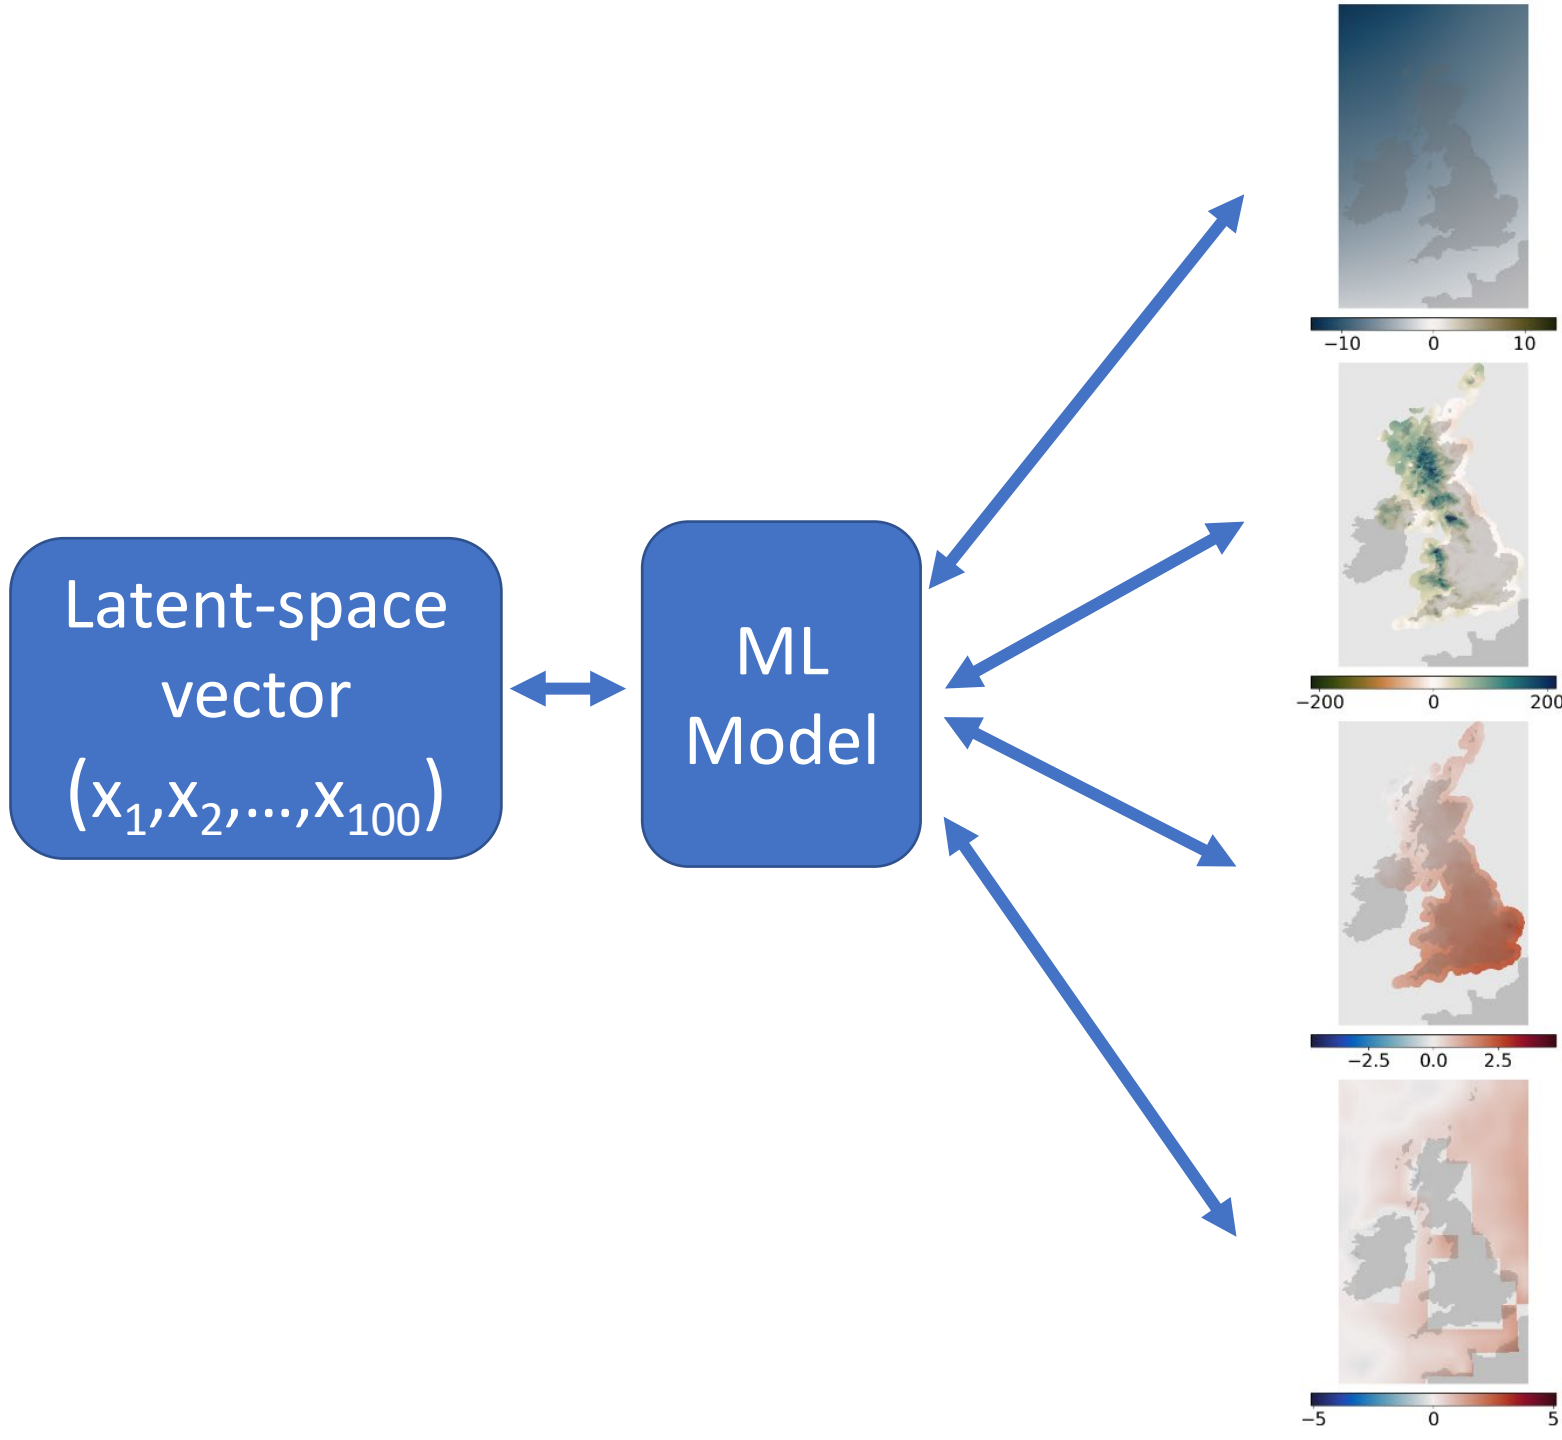 Latent-space
vector
(x₁,x₂,...,x₁₀₀)
ML
Model
−10 0 10
−200 0 200
−2.5 0.0 2.5
−5 0 5